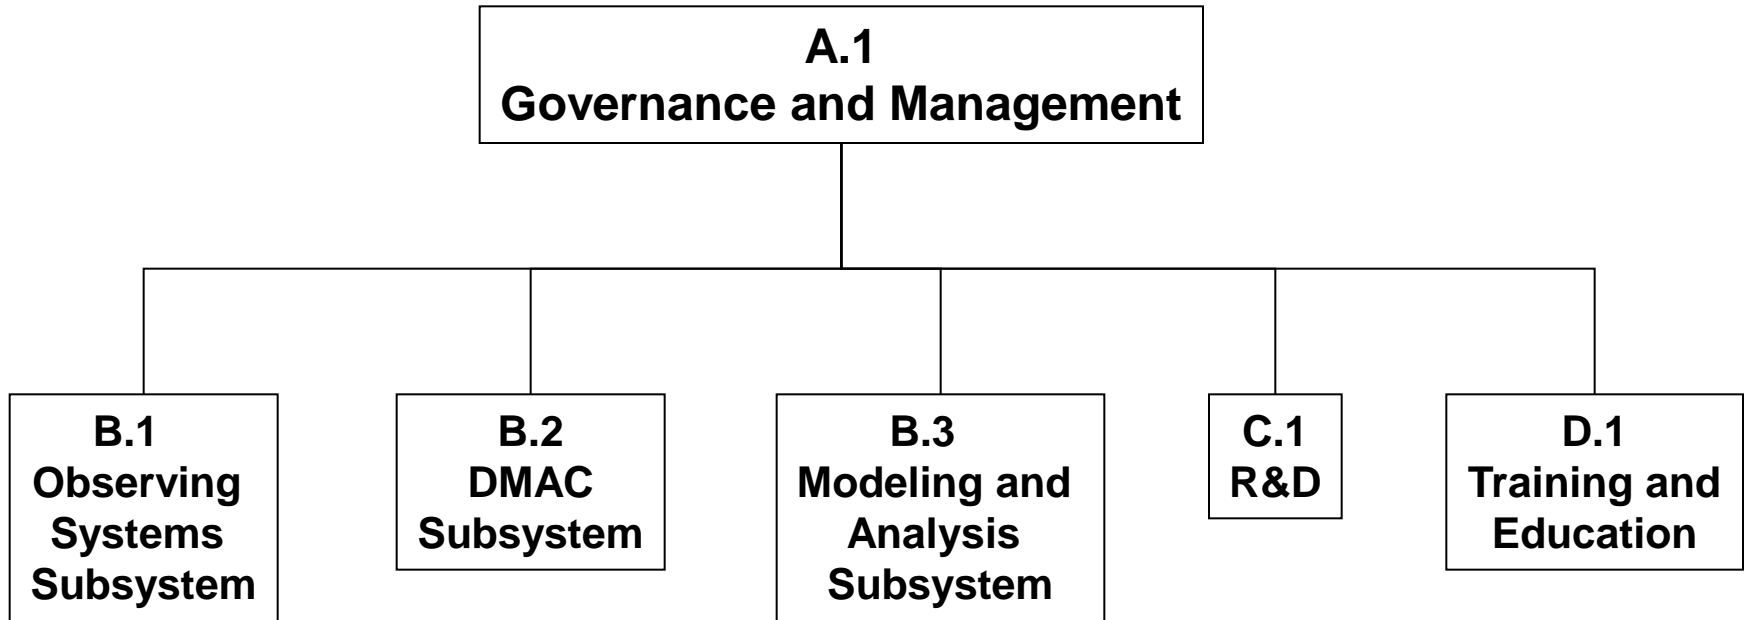 A.1
Governance and Management
B.1
Observing
Systems
Subsystem
B.2
DMAC
Subsystem
B.3
Modeling and
Analysis
Subsystem
C.1
R&D
D.1
Training and
Education